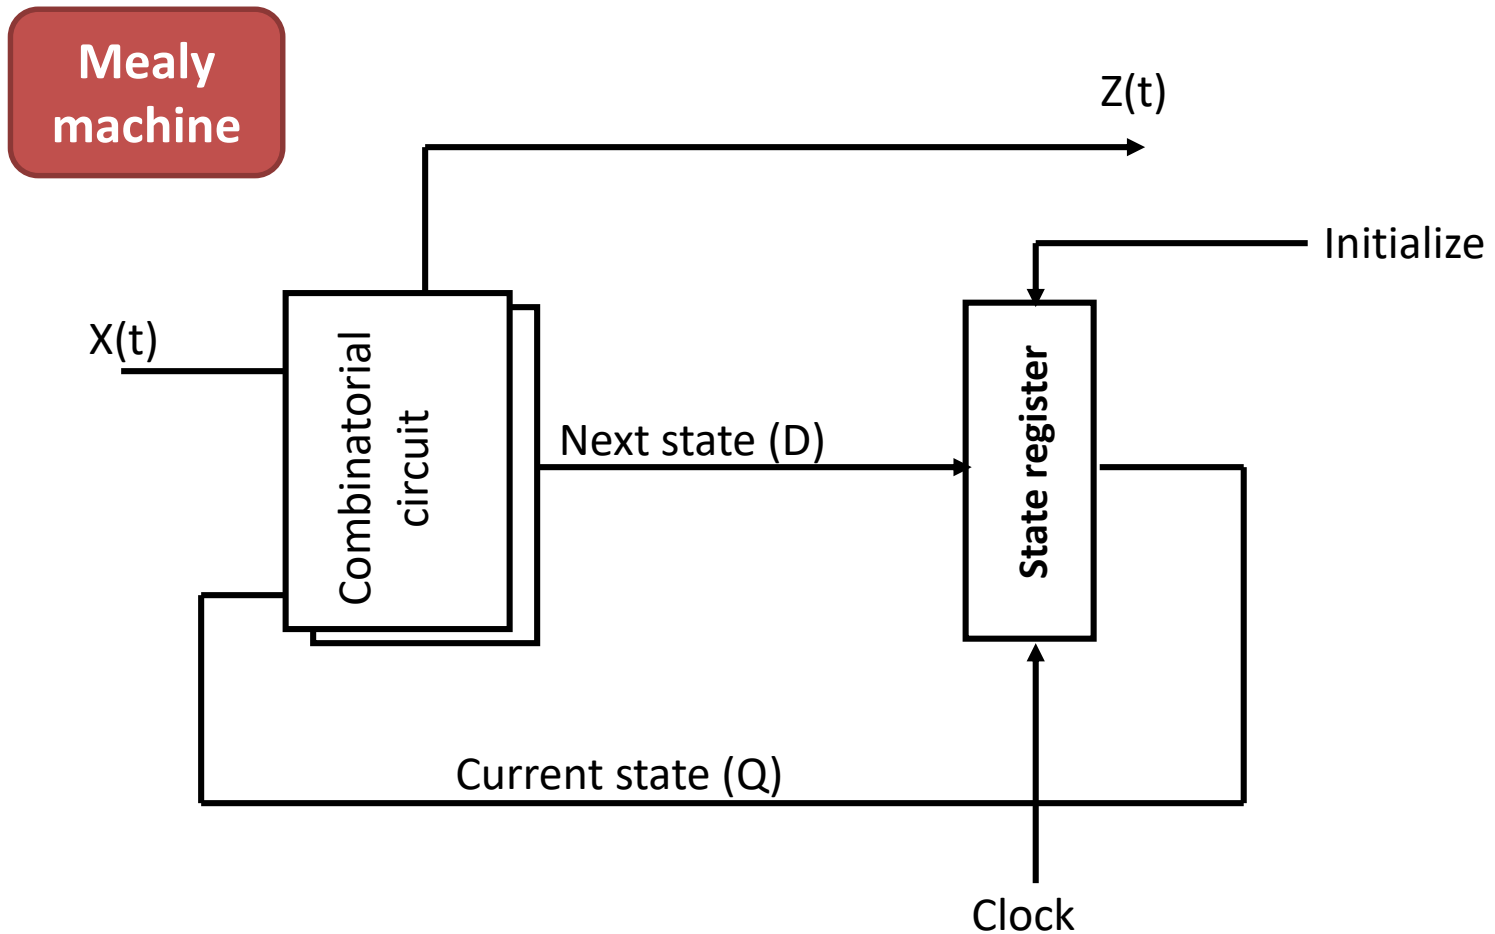 Mealy
machine
Z(t)
Initialize
X(t)
Combinatorial
circuit
Next state (D)
State register
Current state (Q)
Clock